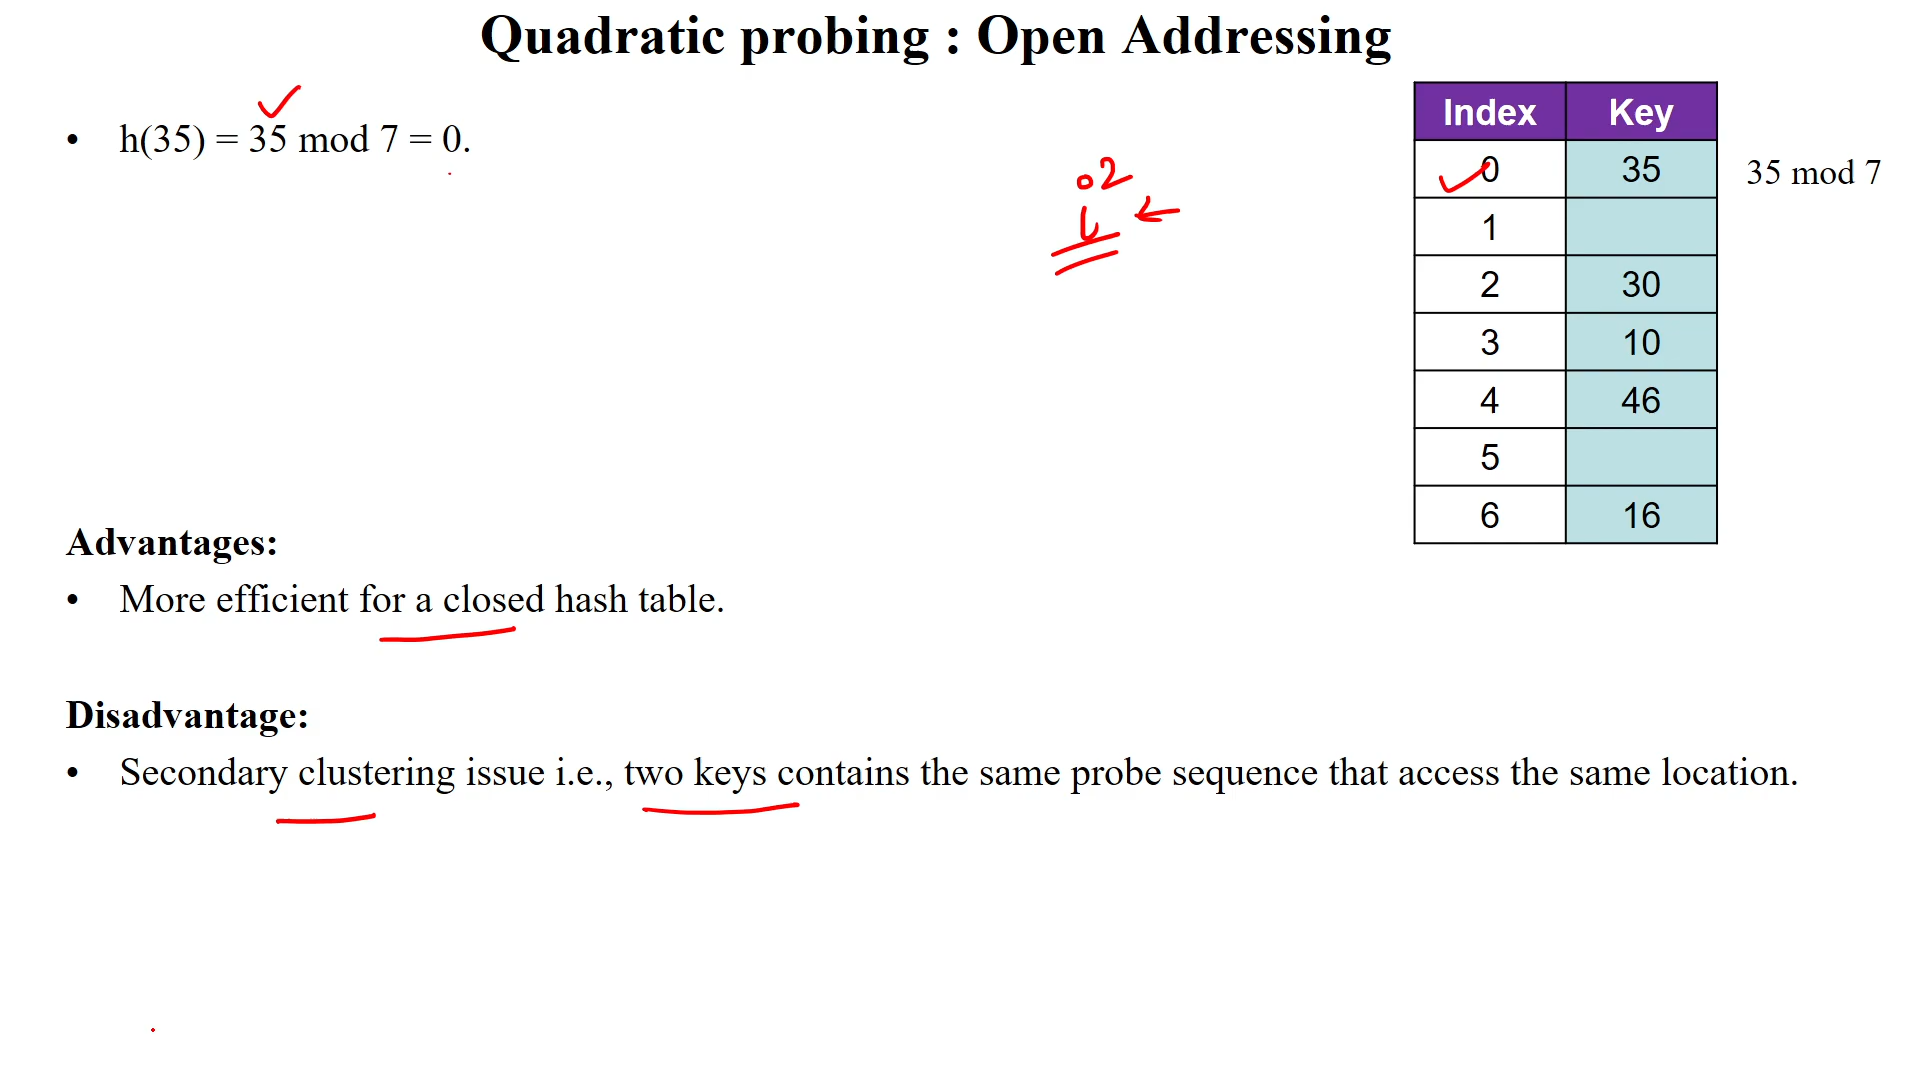 Quadratic probing : Open Addressing
• h(35) = 35 mod 7 = 0.
02
Index Key
0 35 35 mod 7
1
2 30
3 10
4 46
5
6 16
Advantages:
• More efficient for a closed hash table.
Disadvantage:
• Secondary clustering issue i.e., two keys contains the same probe sequence that access the same location.